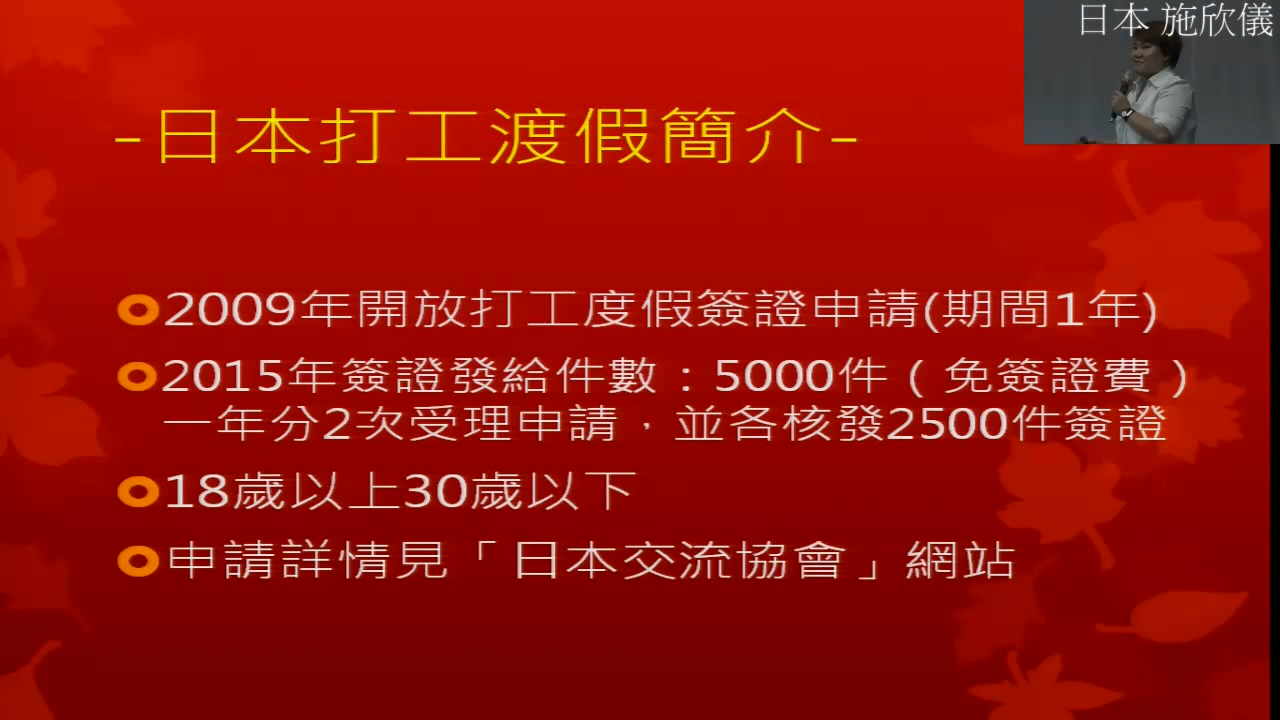 日本 施欣儀
-日本打工渡假簡介-
2009年開放打工度假簽證申請(期間1年)
2015年簽證發給件數：5000件（免簽證費）
一年分2次受理申請，並各核發2500件簽證
18歲以上30歲以下
申請詳情見「日本交流協會」網站